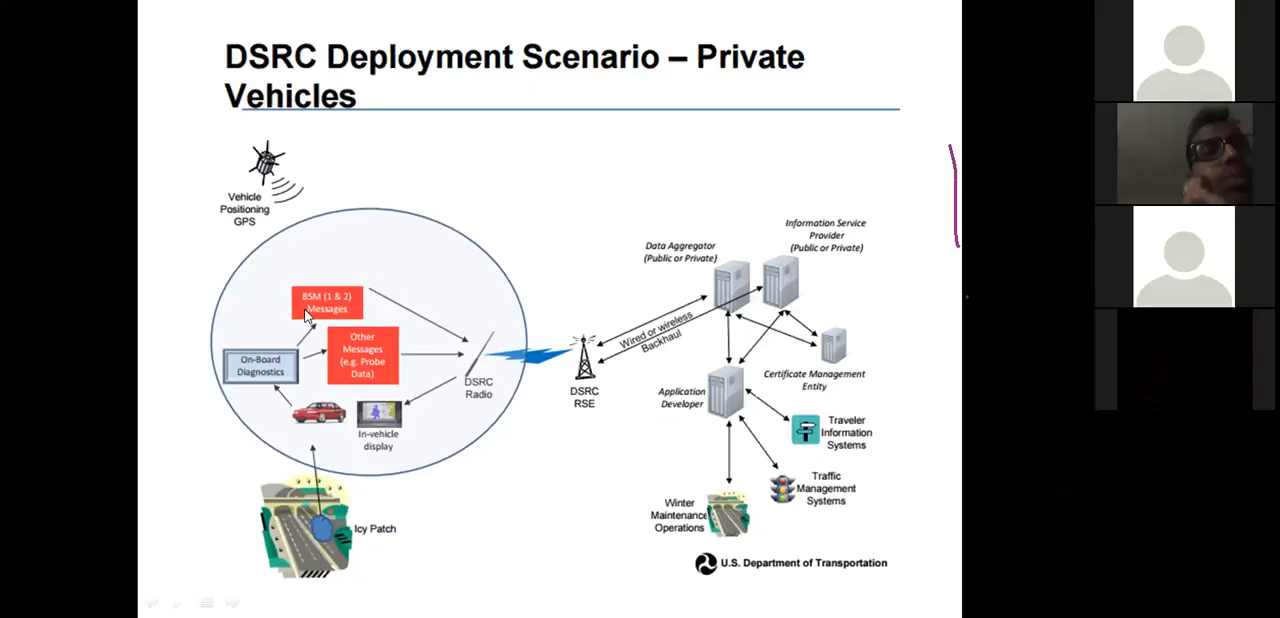 DSRC Deployment Scenario – Private
Vehicles
Vehicle
Positioning
GPS
BSM (1 & 2)
Messages
Other
Messages
(e.g. Probe
Data)
On-Board
Diagnostics
In-vehicle
display
DSRC
Radio
Icy Patch
DSRC
RSE
Wired or wireless
Backhaul
Data Aggregator
(Public or Private)
Information Service
Provider
(Public or Private)
Certificate Management
Entity
Application
Developer
Traveler
Information
Systems
Traffic
Management
Systems
Winter
Maintenance
Operations
U.S. Department of Transportation